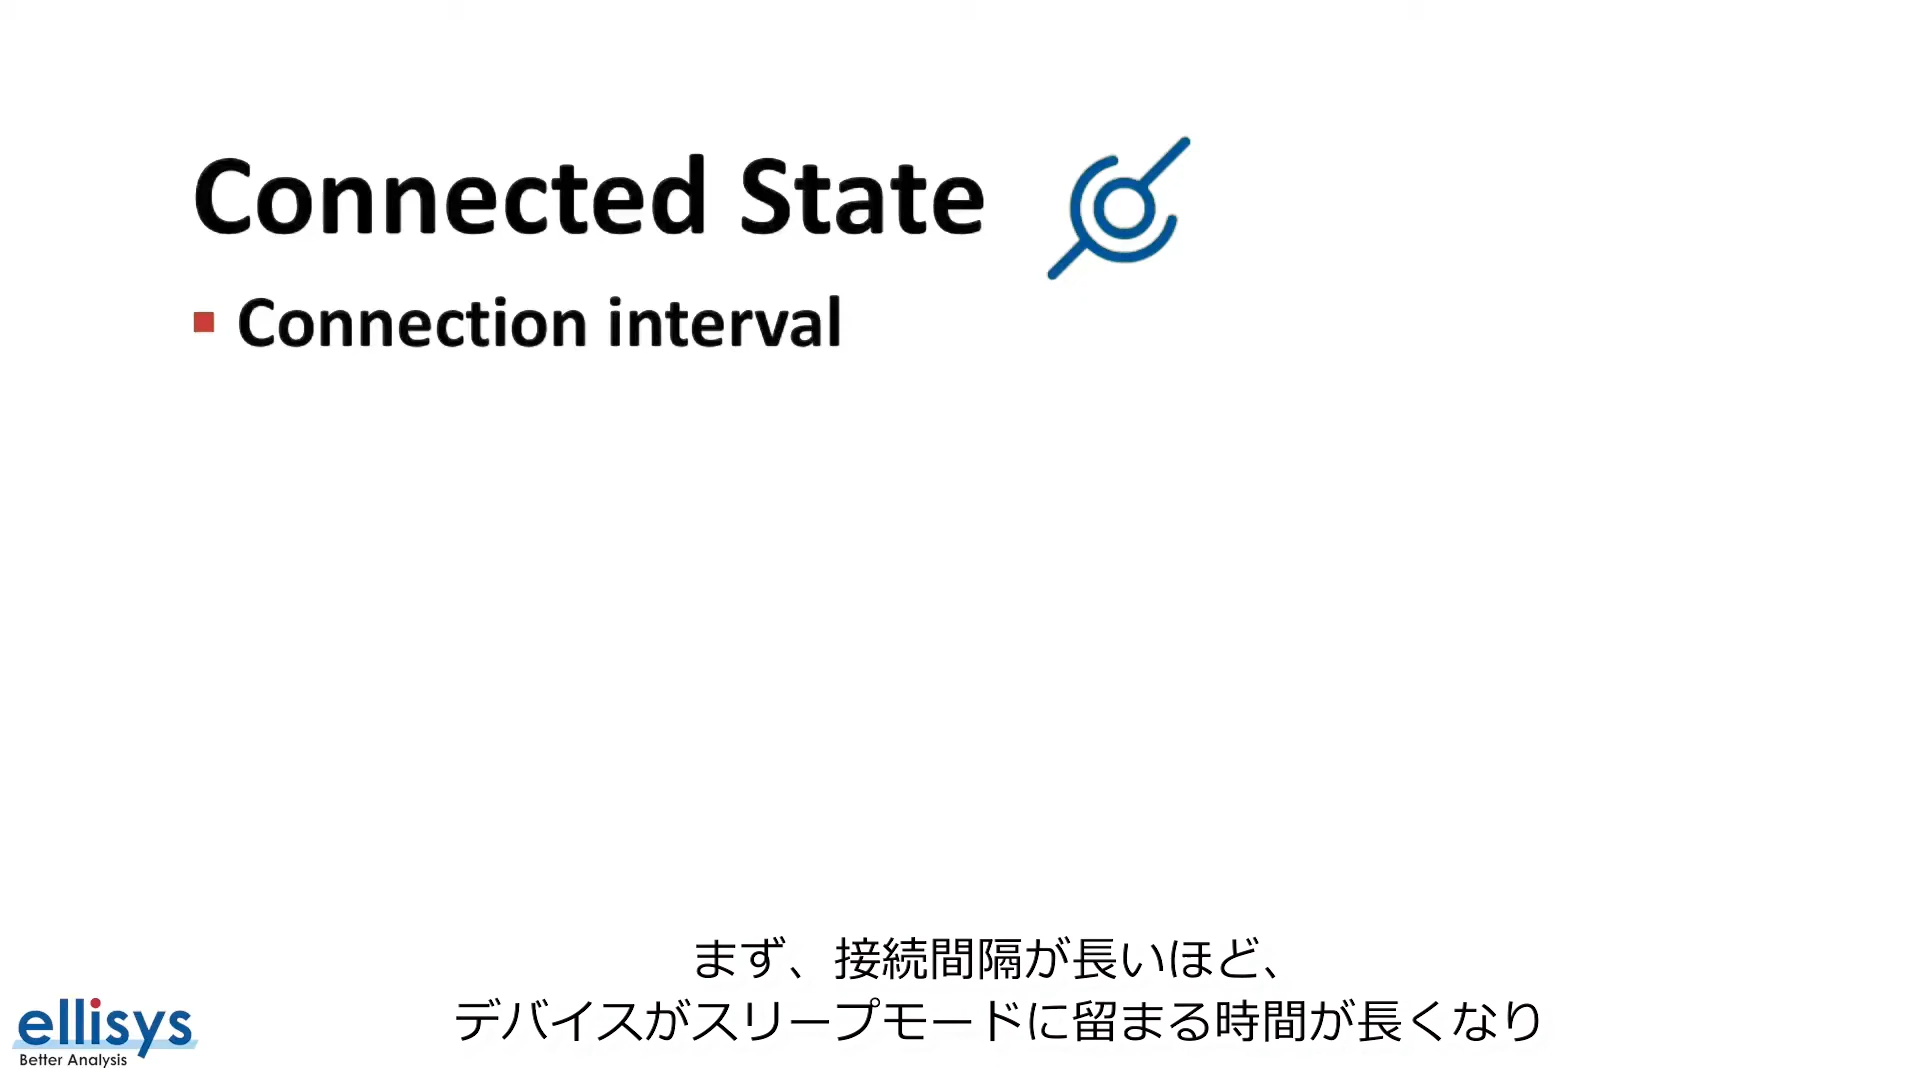 Connected State
Connection interval
まず、接続間隔が長いほど、
デバイスがスリープモードに留まる時間が長くなり
ellisys
Better Analysis